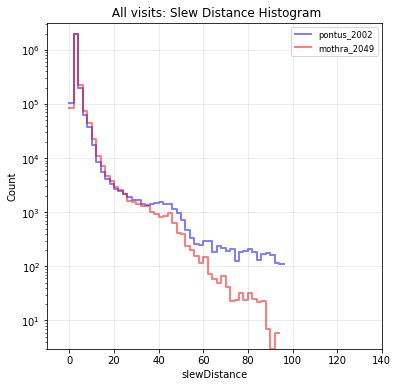 All visits: Slew Distance Histogram
pontus_2002
mothra_2049
Count
10^6
10^5
10^4
10^3
10^2
10^1
0 20 40 60 80 100 120 140
slewDistance